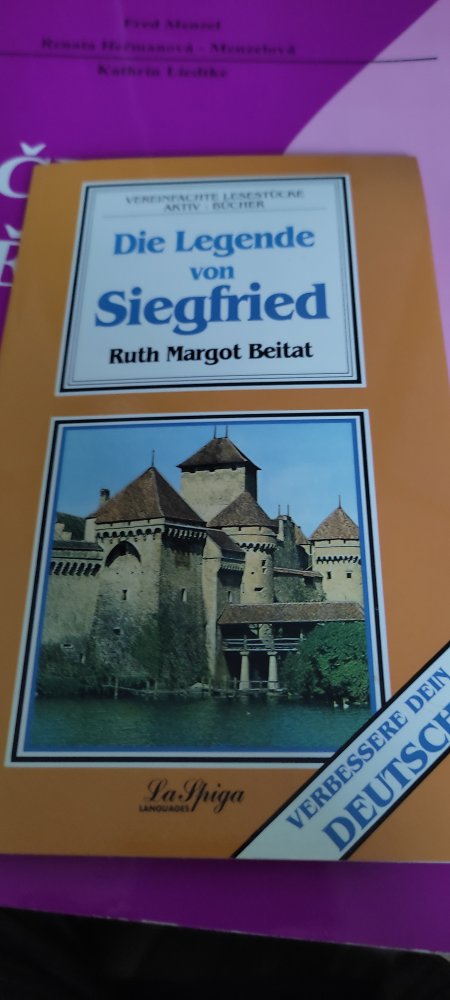 Fred Menzel
Renata Heřmanová - Menzelová
Kathrin Liedtke
VEREINFACHTE LESESTÜCKE
AKTIV - BÜCHER
Die Legende
von
Siegfried
Ruth Margot Beitat
La Spiga
LANGUAGES
VERBESSERE DEIN
DEUTSCH